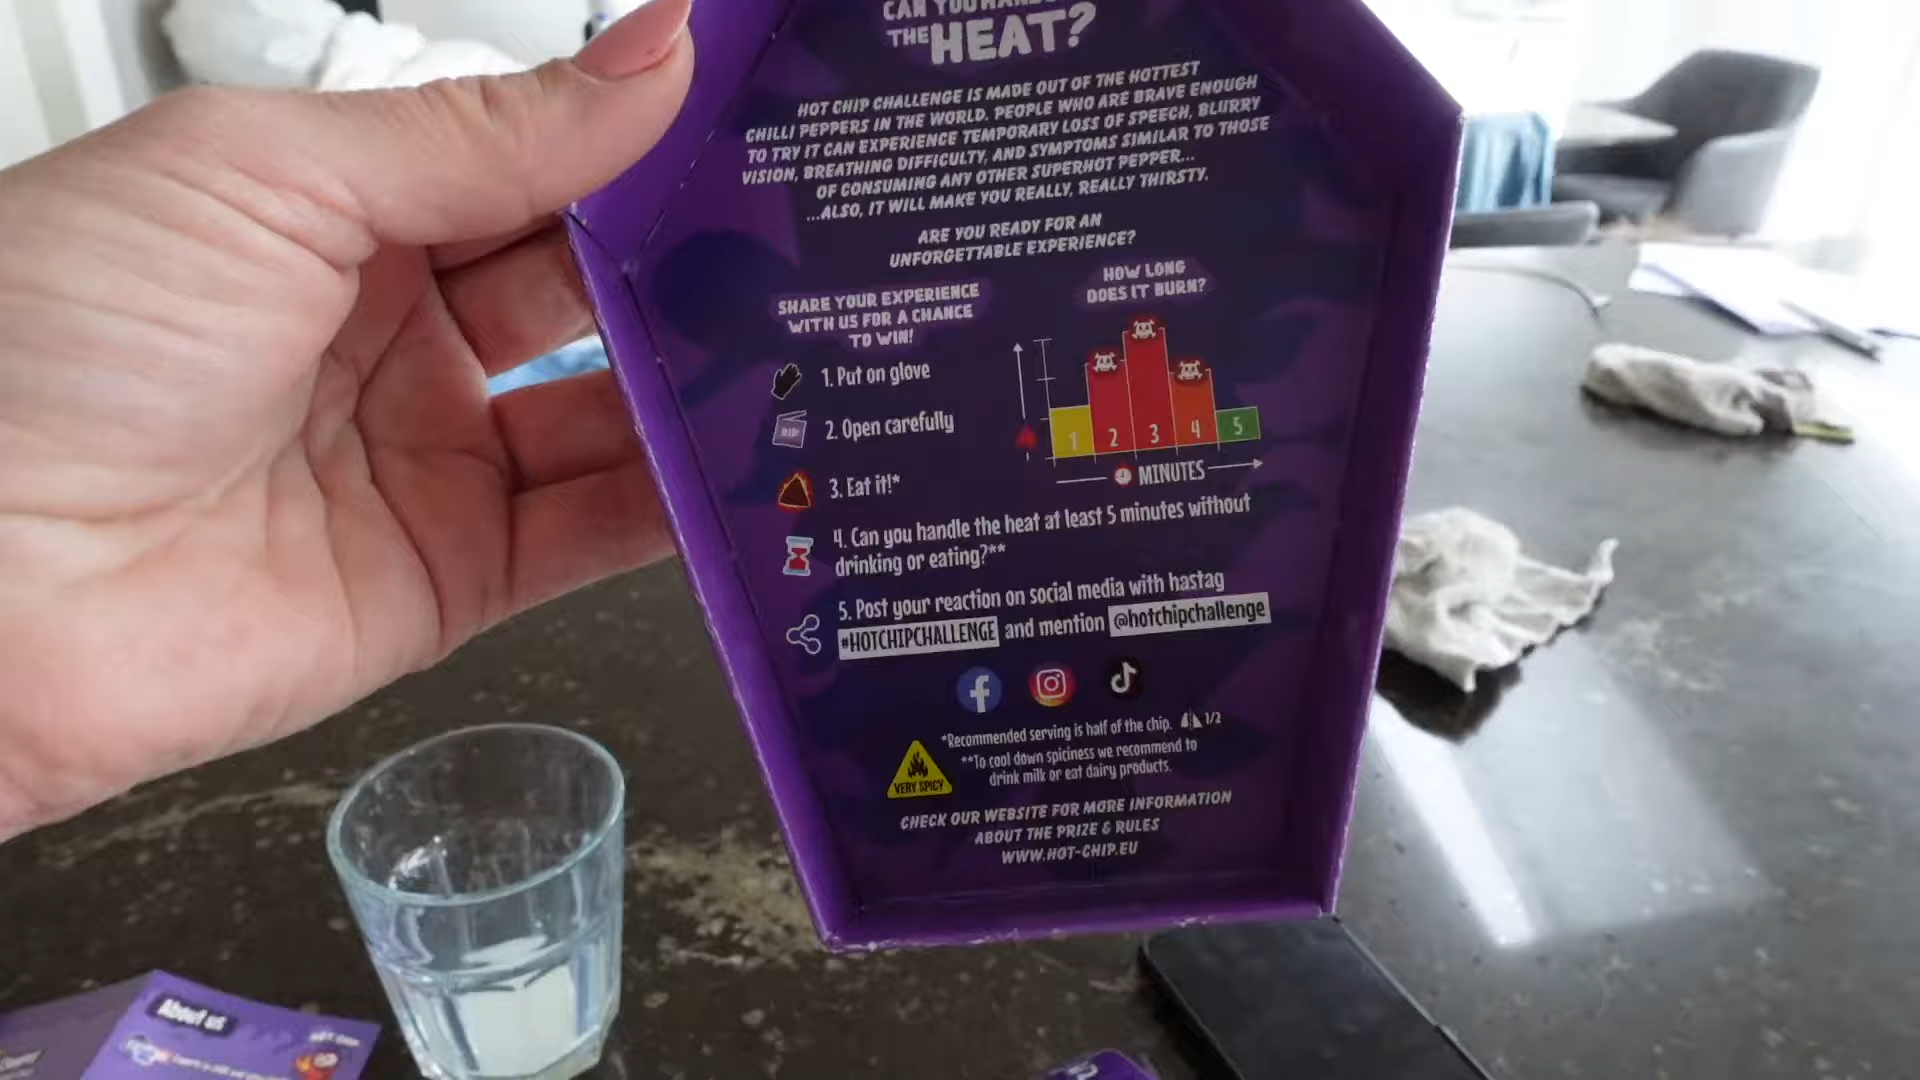 CAN YOU HANDLE
THE HEAT?
HOT CHIP CHALLENGE IS MADE OUT OF THE HOTTEST
CHILLI PEPPERS IN THE WORLD. PEOPLE WHO ARE BRAVE ENOUGH
TO TRY IT CAN EXPERIENCE TEMPORARY LOSS OF SPEECH, BLURRY
VISION, BREATHING DIFFICULTY, AND SYMPTOMS SIMILAR TO THOSE
OF CONSUMING ANY OTHER SUPERHOT PEPPER...
...ALSO, IT WILL MAKE YOU REALLY, REALLY THIRSTY.
ARE YOU READY FOR AN
UNFORGETTABLE EXPERIENCE?
SHARE YOUR EXPERIENCE
WITH US FOR A CHANCE
TO WIN!
HOW LONG
DOES IT BURN?
1. Put on glove
RIP
2. Open carefully
3. Eat it!*
1 2 3 4 5
MINUTES
4. Can you handle the heat at least 5 minutes without
drinking or eating?**
5. Post your reaction on social media with hastag
#HOTCHIPCHALLENGE and mention @hotchipchallenge
*Recommended serving is half of the chip. 1/2
**To cool down spiciness we recommend to
drink milk or eat dairy products.
VERY SPICY
CHECK OUR WEBSITE FOR MORE INFORMATION
ABOUT THE PRIZE & RULES
WWW.HOT-CHIP.EU
About us